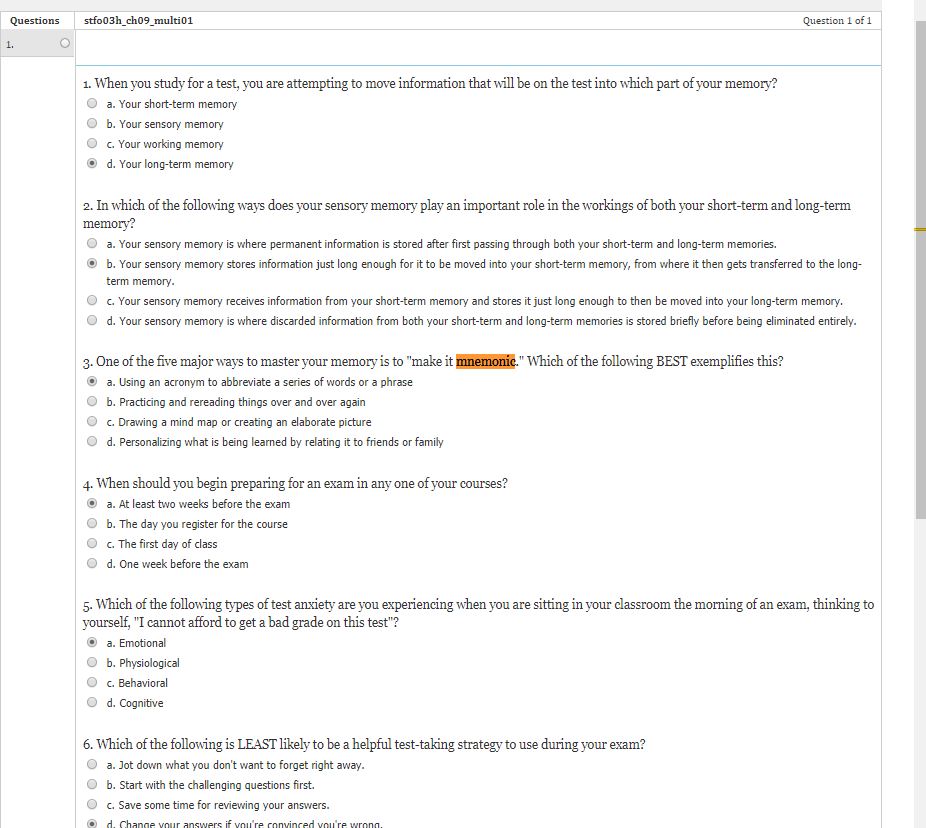 Questions
stfo03h_ch09_multi01
Question 1 of 1
1.
1. When you study for a test, you are attempting to move information that will be on the test into which part of your memory?
a. Your short-term memory
b. Your sensory memory
c. Your working memory
d. Your long-term memory
2. In which of the following ways does your sensory memory play an important role in the workings of both your short-term and long-term
memory?
a. Your sensory memory is where permanent information is stored after first passing through both your short-term and long-term memories.
b. Your sensory memory stores information just long enough for it to be moved into your short-term memory, from where it then gets transferred to the long-
term memory.
c. Your sensory memory receives information from your short-term memory and stores it just long enough to then be moved into your long-term memory.
d. Your sensory memory is where discarded information from both your short-term and long-term memories is stored briefly before being eliminated entirely.
3. One of the five major ways to master your memory is to "make it mnemonic." Which of the following BEST exemplifies this?
a. Using an acronym to abbreviate a series of words or a phrase
b. Practicing and rereading things over and over again
c. Drawing a mind map or creating an elaborate picture
d. Personalizing what is being learned by relating it to friends or family
4. When should you begin preparing for an exam in any one of your courses?
a. At least two weeks before the exam
b. The day you register for the course
c. The first day of class
d. One week before the exam
5. Which of the following types of test anxiety are you experiencing when you are sitting in your classroom the morning of an exam, thinking to
yourself, "I cannot afford to get a bad grade on this test"?
a. Emotional
b. Physiological
c. Behavioral
d. Cognitive
6. Which of the following is LEAST likely to be a helpful test-taking strategy to use during your exam?
a. Jot down what you don't want to forget right away.
b. Start with the challenging questions first.
c. Save some time for reviewing your answers.
d. Change your answers if you're convinced you're wrong.